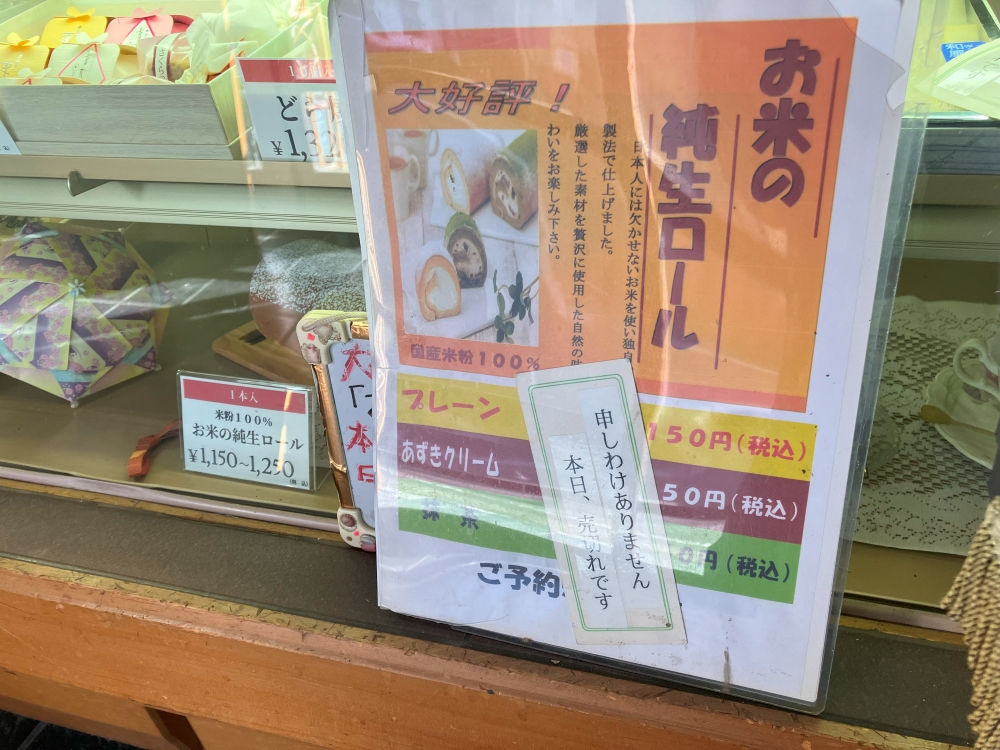 お米の
純生ロール
大好評！
日本人には欠かせないお米を使い独自
製法で仕上げました。
厳選した素材を贅沢に使用した自然の味
わいをお楽しみ下さい。
国産米粉100%
プレーン
150円(税込)
あずきクリーム
50円(税込)
抹茶
0円(税込)
ご予約
申しわけありません
本日、売切れです
1本入
米粉100%
お米の純生ロール
¥1,150~1,250
(税込)
ど
¥1,3
本